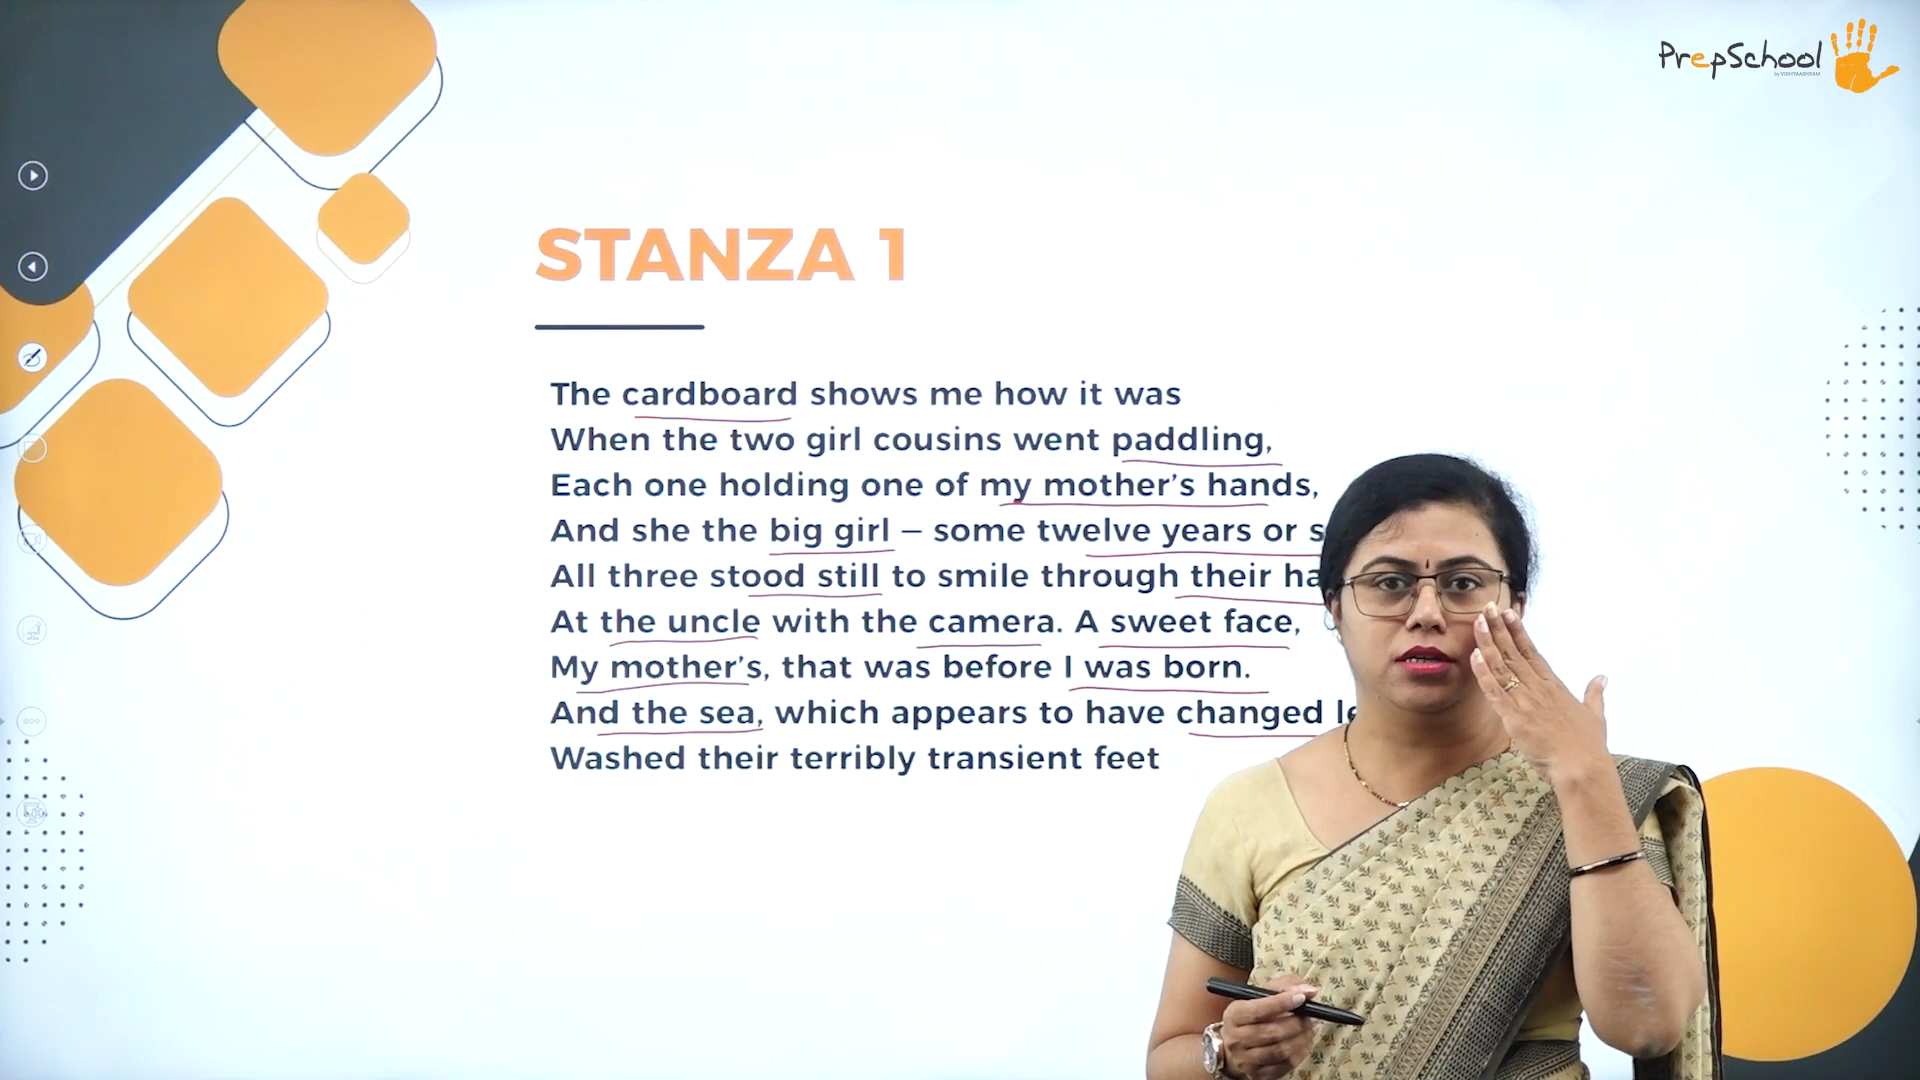 PrepSchool
by VIDHYAASHRAM
STANZA 1
The cardboard shows me how it was
When the two girl cousins went paddling,
Each one holding one of my mother's hands,
And she the big girl – some twelve years or
All three stood still to smile through their
At the uncle with the camera. A sweet face,
My mother's, that was before I was born.
And the sea, which appears to have changed
Washed their terribly transient feet